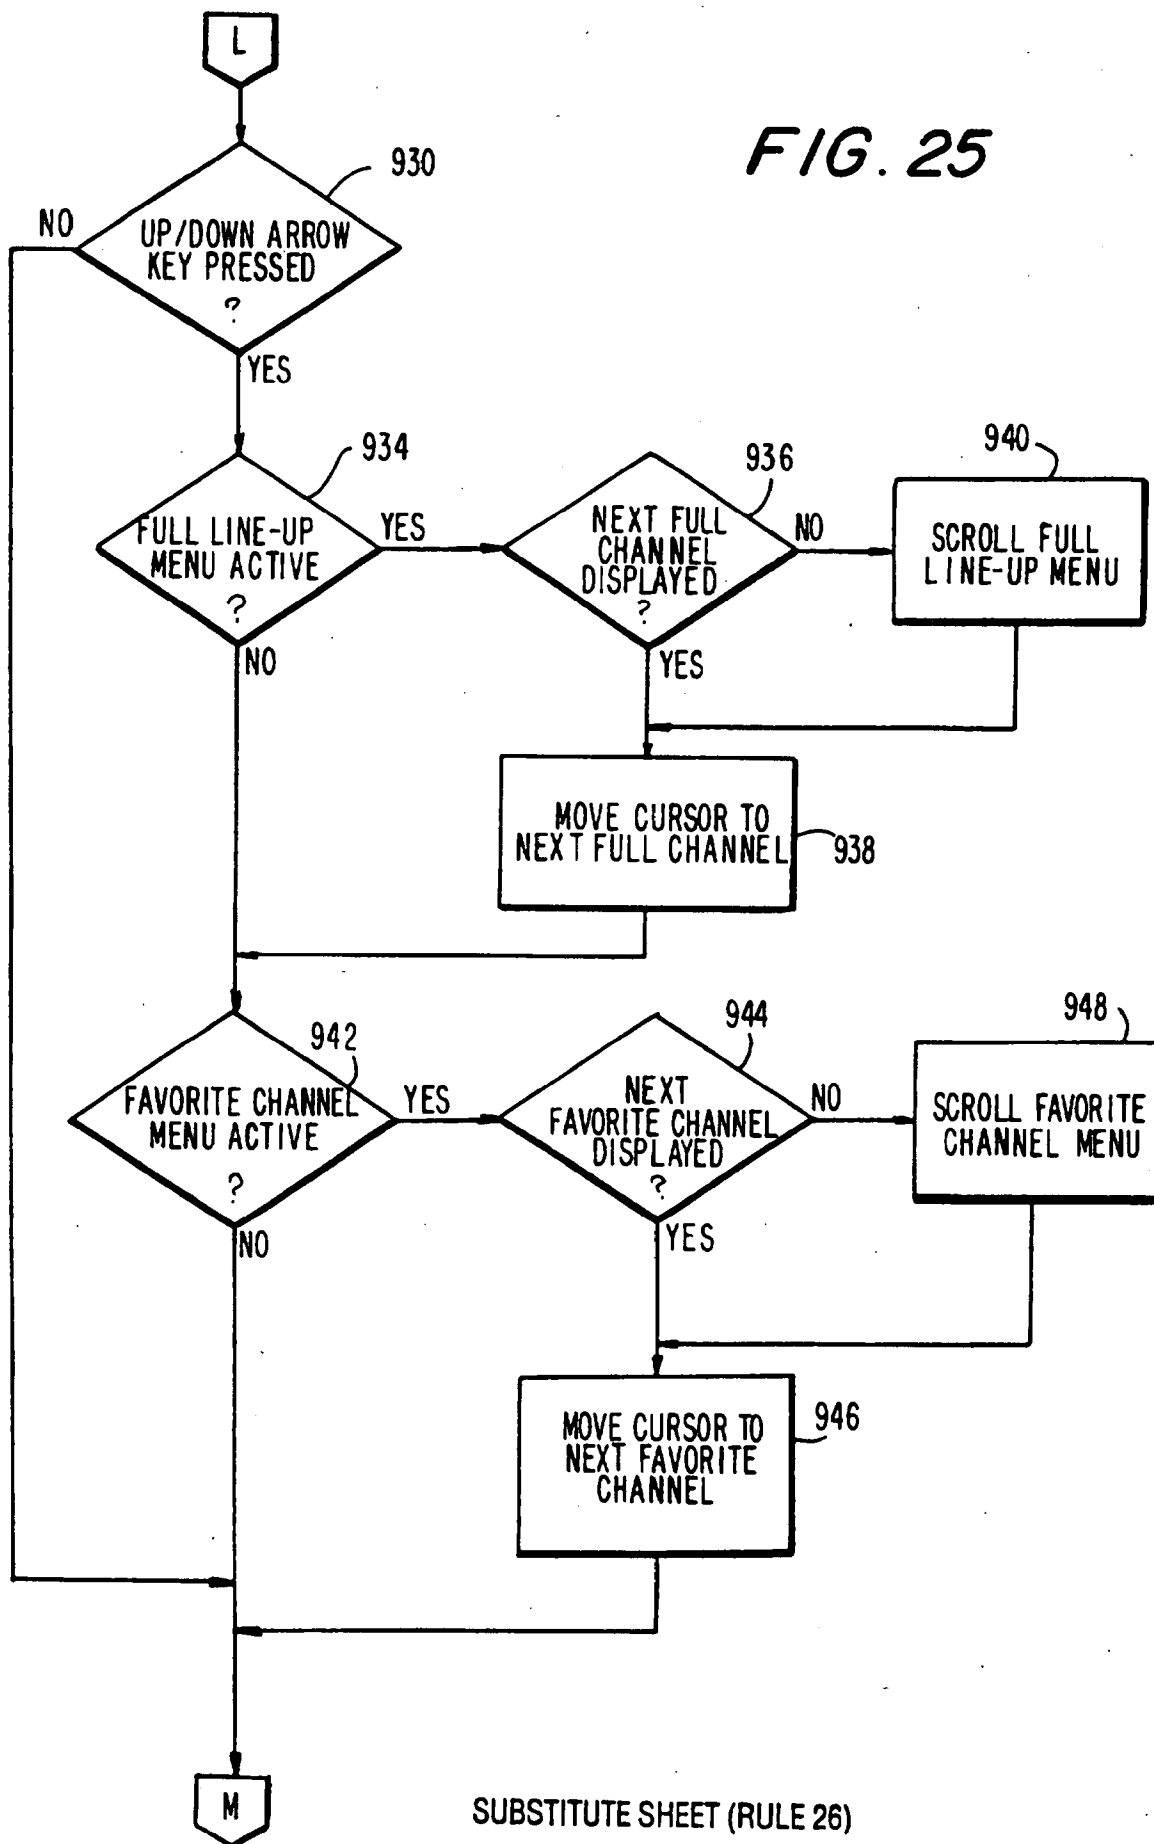 L
FIG. 25
930
NO
UP/DOWN ARROW
KEY PRESSED
?
YES
934
FULL LINE-UP
MENU ACTIVE
?
YES
NO
936
NEXT FULL
CHANNEL
DISPLAYED
?
NO
YES
940
SCROLL FULL
LINE-UP MENU
MOVE CURSOR TO
NEXT FULL CHANNEL
938
942
FAVORITE CHANNEL
MENU ACTIVE
?
YES
NO
944
NEXT
FAVORITE CHANNEL
DISPLAYED
?
NO
YES
948
SCROLL FAVORITE
CHANNEL MENU
MOVE CURSOR TO
NEXT FAVORITE
CHANNEL
946
M
SUBSTITUTE SHEET (RULE 26)